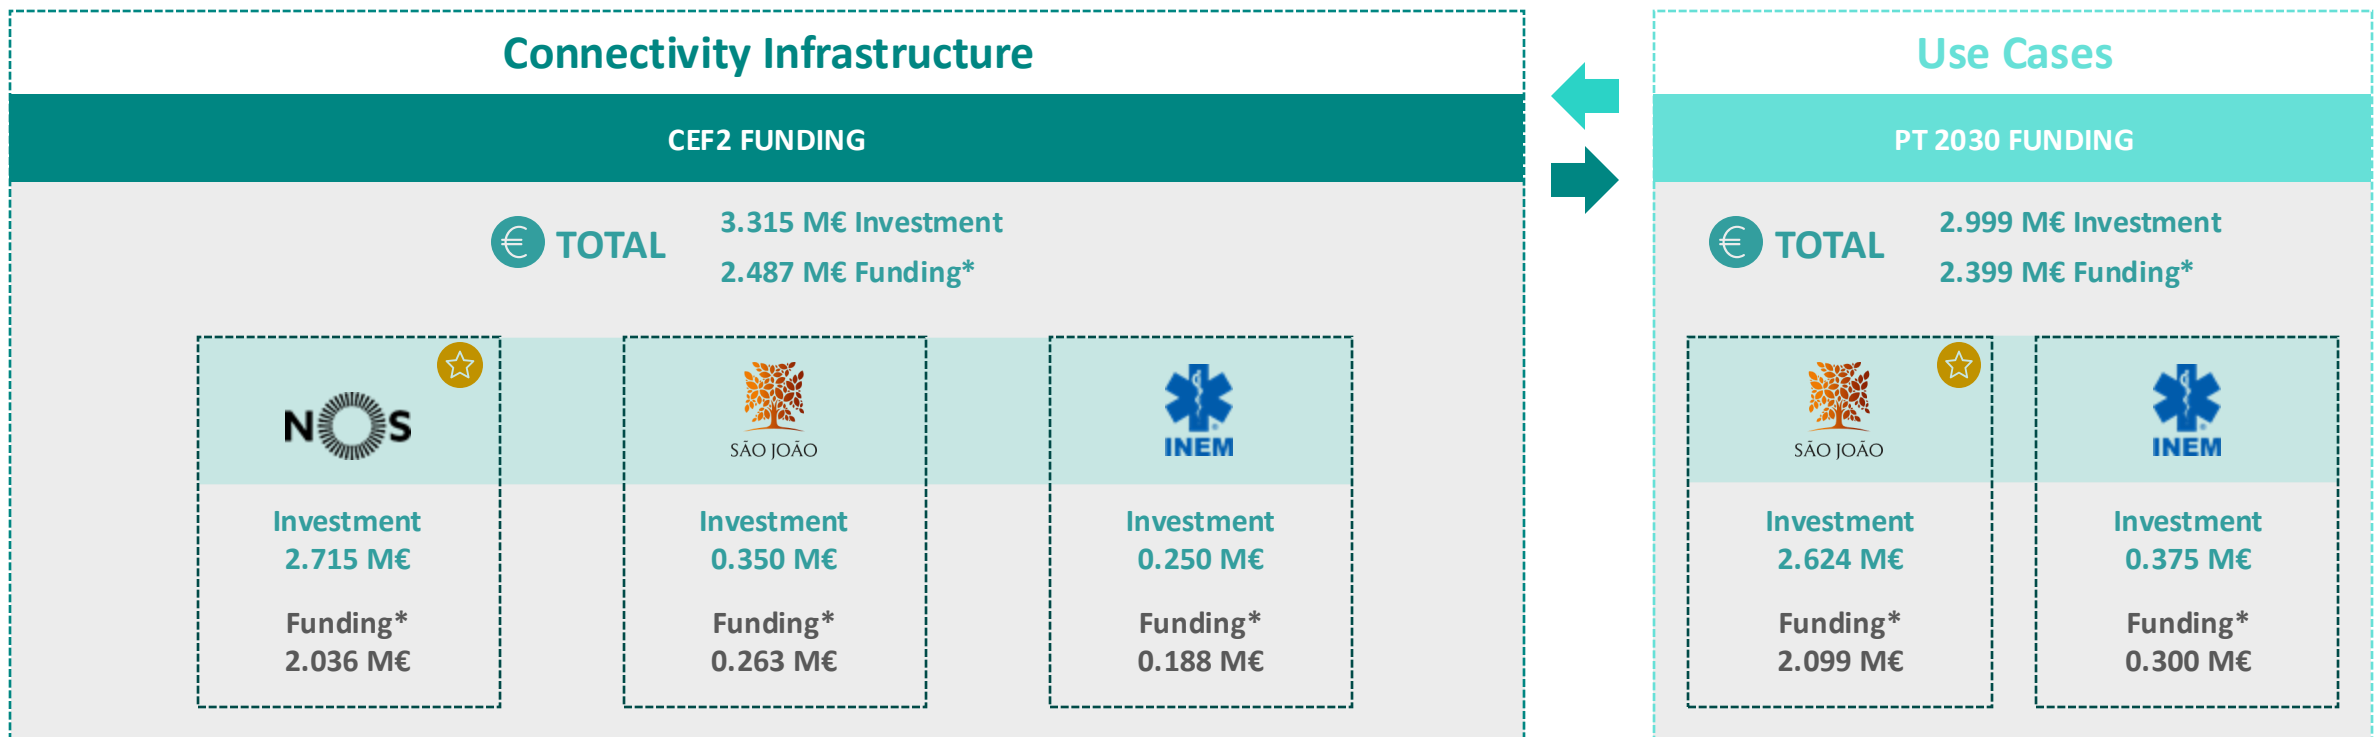 Connectivity Infrastructure
CEF2 FUNDING
€ TOTAL
3.315 M€ Investment
2.487 M€ Funding*
NOS
Investment
2.715 M€
Funding*
2.036 M€
SÃO JOÃO
Investment
0.350 M€
Funding*
0.263 M€
INEM
Investment
0.250 M€
Funding*
0.188 M€
Use Cases
PT 2030 FUNDING
€ TOTAL
2.999 M€ Investment
2.399 M€ Funding*
SÃO JOÃO
Investment
2.624 M€
Funding*
2.099 M€
INEM
Investment
0.375 M€
Funding*
0.300 M€